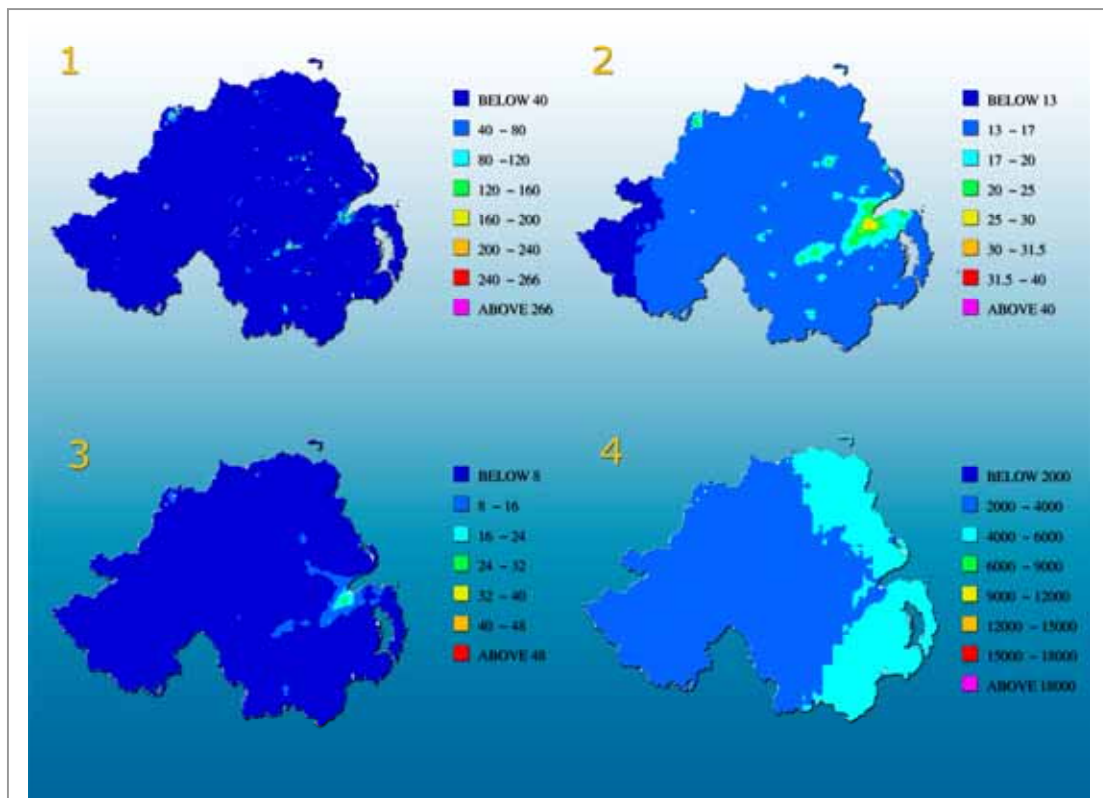 1
BELOW 40
40 - 80
80 -120
120 - 160
160 - 200
200 - 240
240 - 266
ABOVE 266
2
BELOW 13
13 - 17
17 - 20
20 - 25
25 - 30
30 - 31.5
31.5 - 40
ABOVE 40
3
BELOW 8
8 - 16
16 - 24
24 - 32
32 - 40
40 - 48
ABOVE 48
4
BELOW 2000
2000 - 4000
4000 - 6000
6000 - 9000
9000 - 12000
12000 - 15000
15000 - 18000
ABOVE 18000